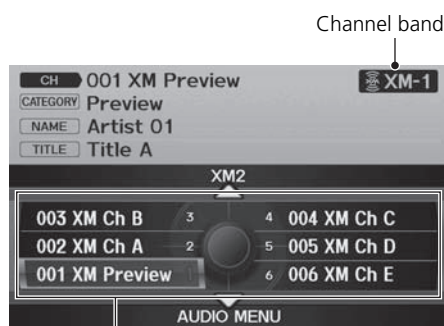 Channel band
CH 001 XM Preview XM-1
CATEGORY Preview
NAME Artist 01
TITLE Title A
XM2
003 XM Ch B 3 4 004 XM Ch C
002 XM Ch A 2 5 005 XM Ch D
001 XM Preview 1 6 006 XM Ch E
AUDIO MENU